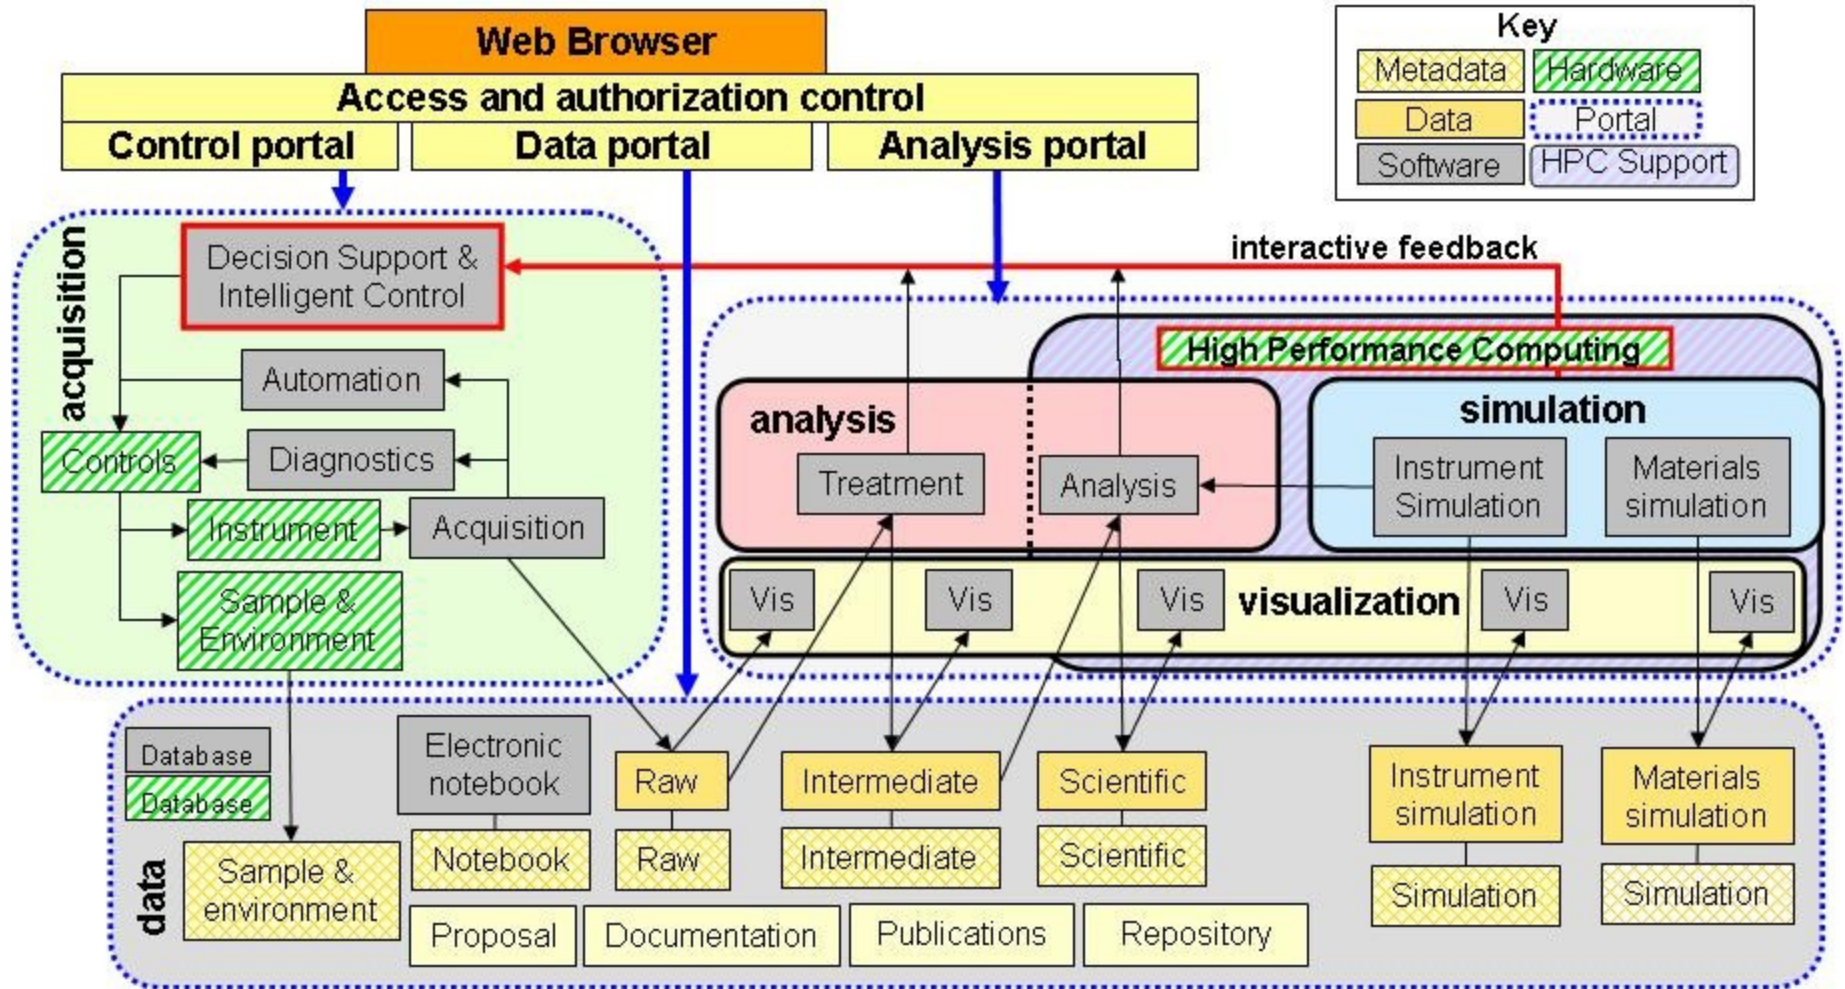 Web Browser
Access and authorization control
Control portal
Data portal
Analysis portal
Key
Metadata
Hardware
Data
Portal
Software
HPC Support
acquisition
Decision Support &
Intelligent Control
Automation
Controls
Diagnostics
Instrument
Acquisition
Sample &
Environment
interactive feedback
High Performance Computing
analysis
simulation
Treatment
Analysis
Instrument
Simulation
Materials
simulation
Vis
Vis
Vis
visualization
Vis
Vis
data
Database
Database
Electronic
notebook
Raw
Intermediate
Scientific
Instrument
simulation
Materials
simulation
Sample &
environment
Notebook
Raw
Intermediate
Scientific
Simulation
Simulation
Proposal
Documentation
Publications
Repository